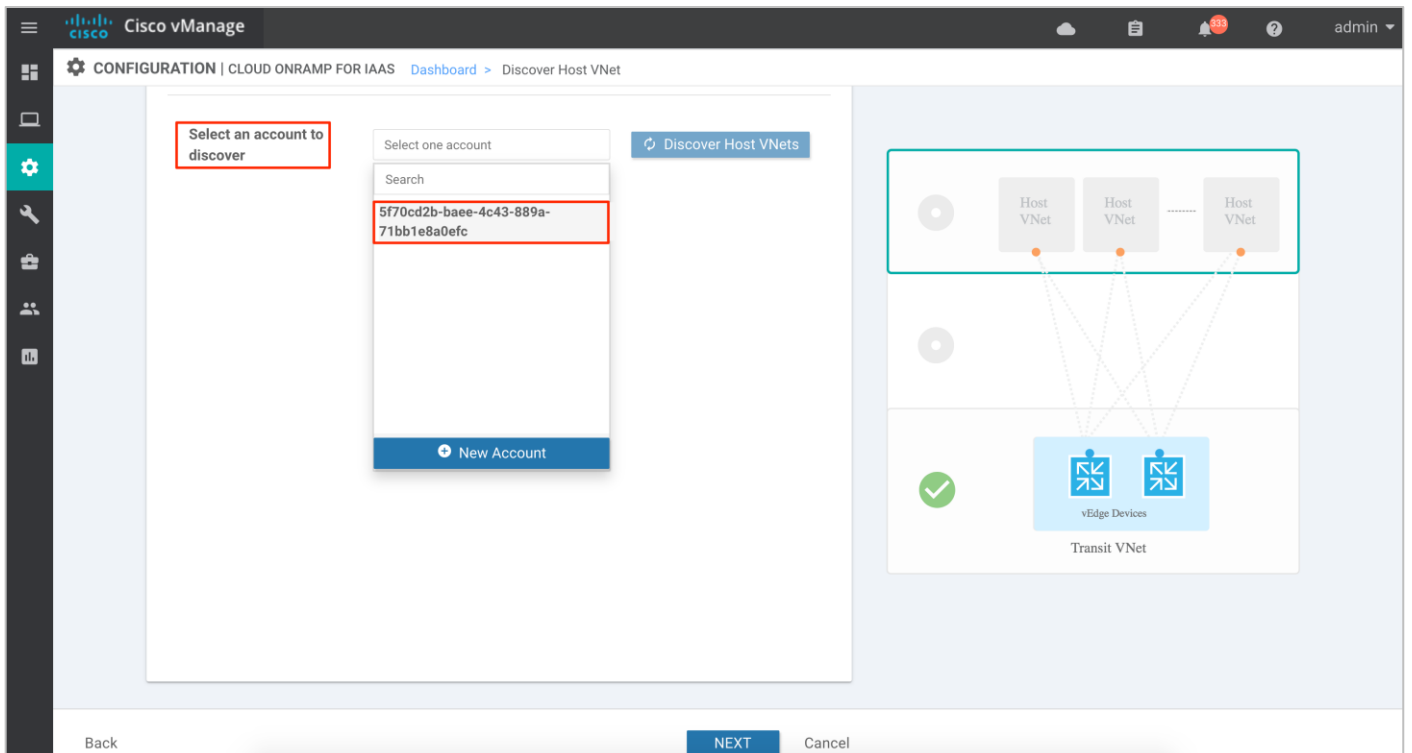 cisco Cisco vManage 333 admin
CONFIGURATION | CLOUD ONRAMP FOR IAAS Dashboard > Discover Host VNet
Select an account to
discover
Select one account
Discover Host VNets
Search
5f70cd2b-baee-4c43-889a-
71bb1e8a0efc
New Account
Host
VNet
Host
VNet
Host
VNet
vEdge Devices
Transit VNet
Back NEXT Cancel